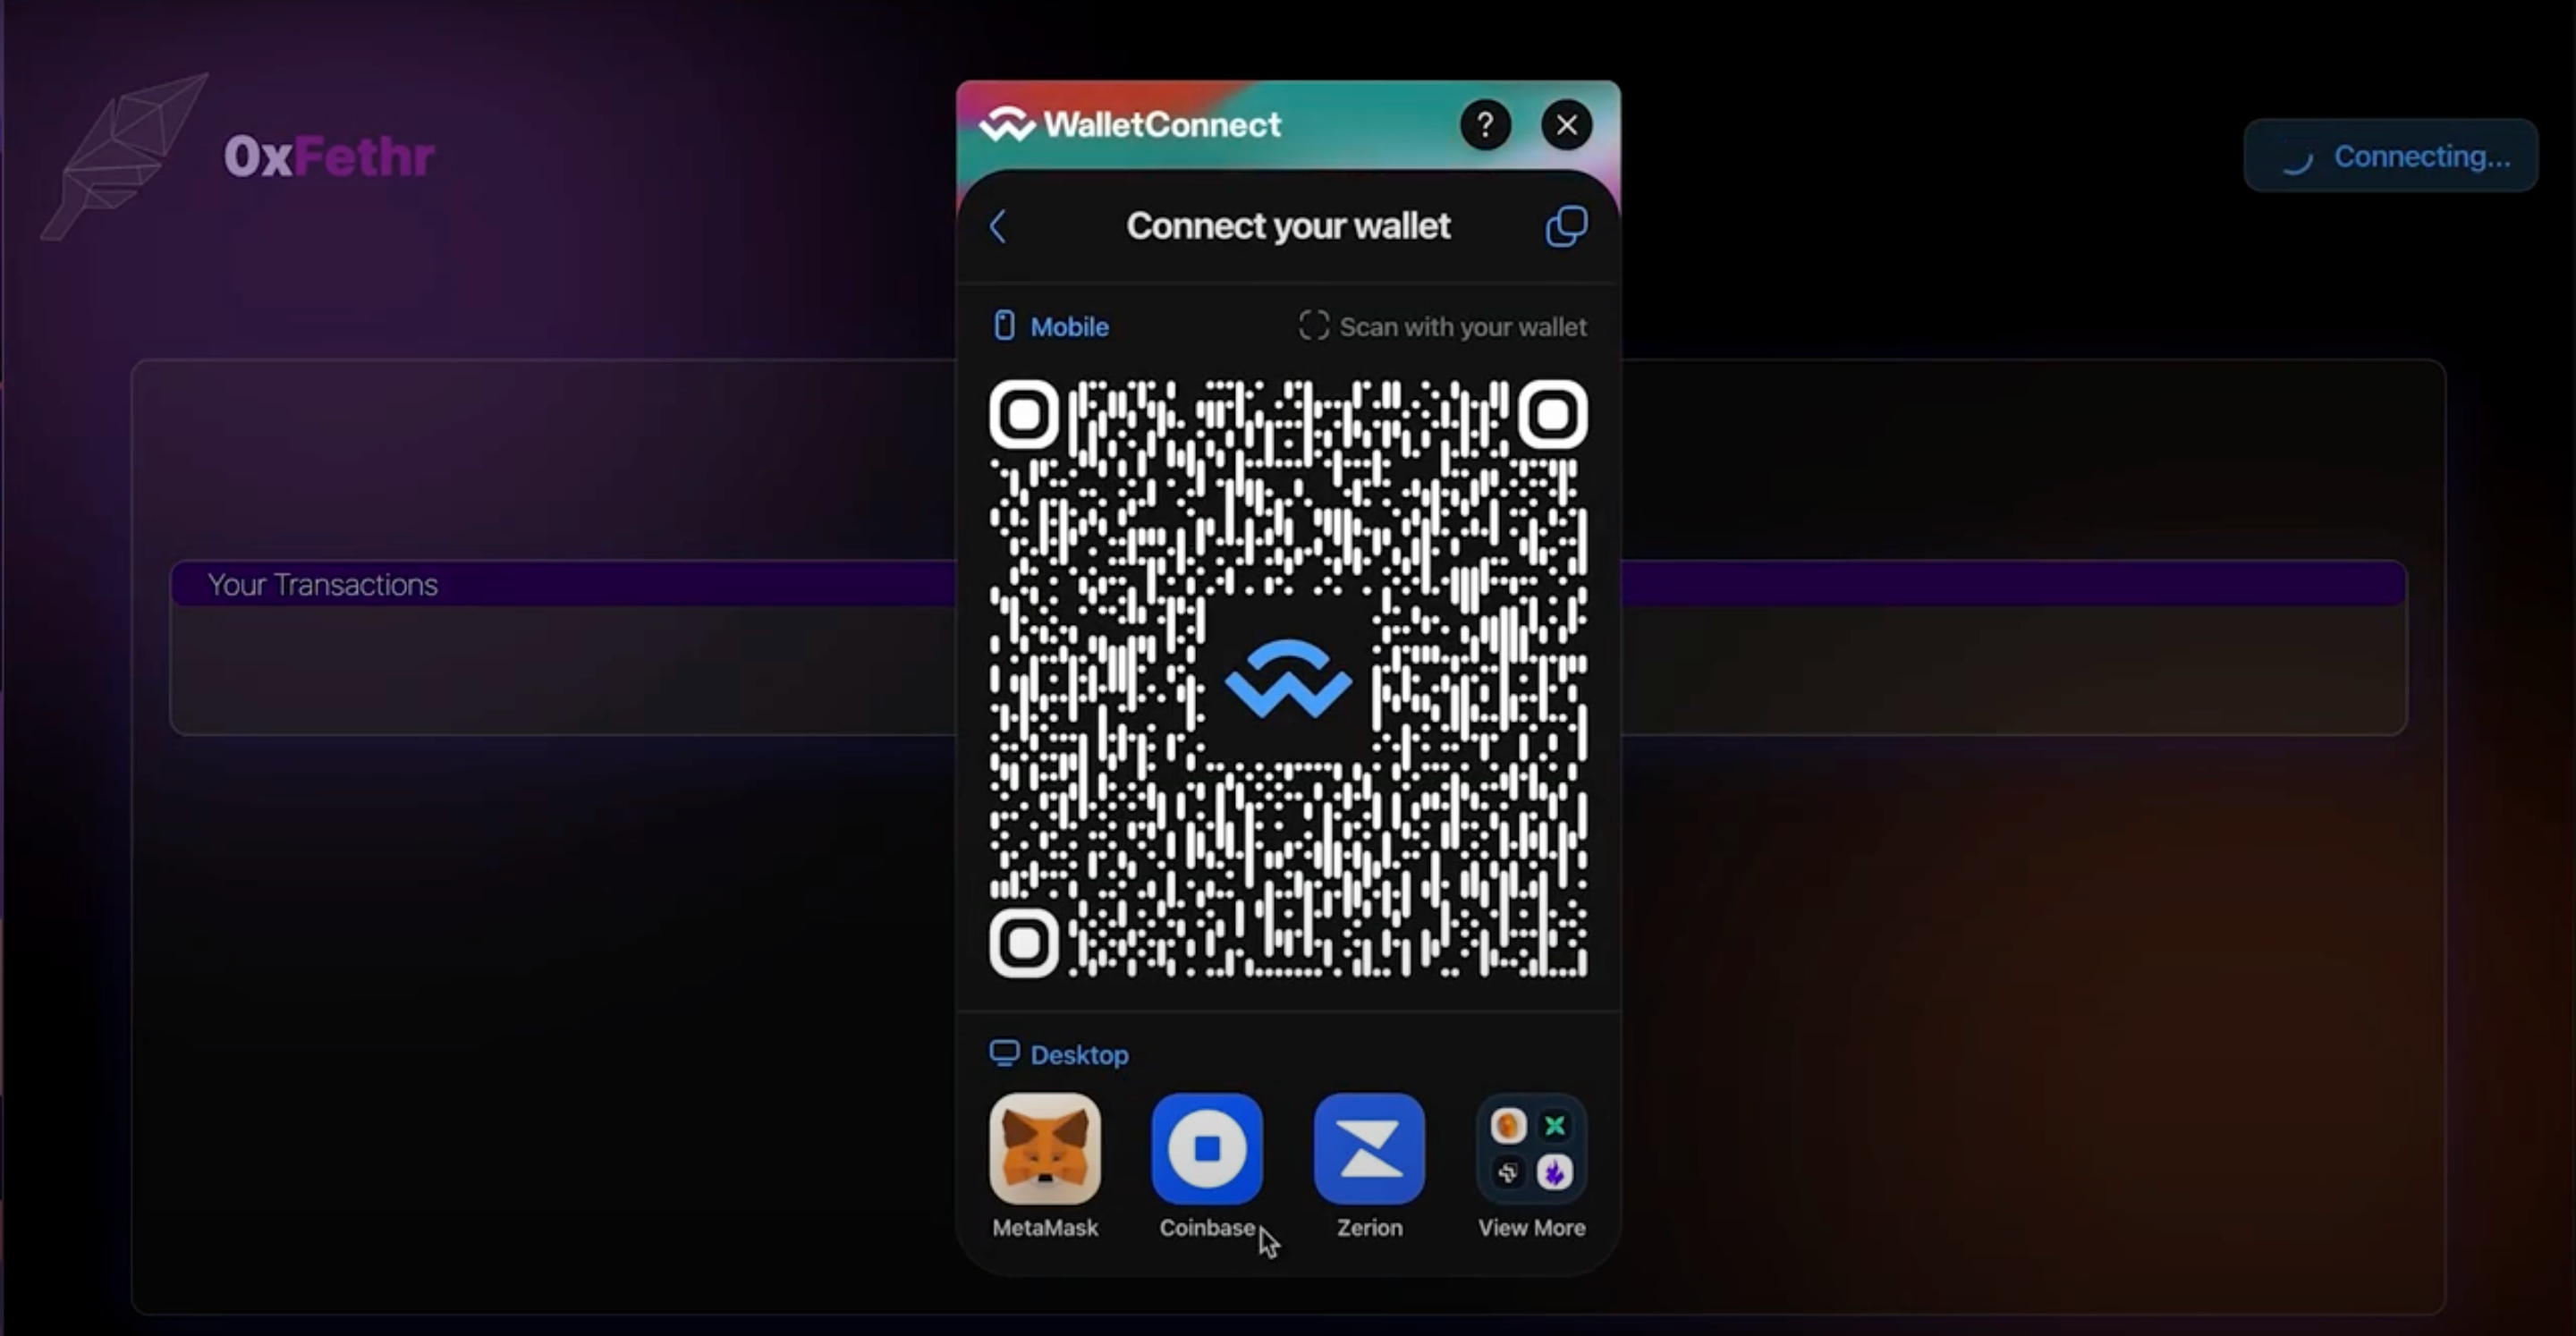 0xFethr
WalletConnect
?
Connecting...
Connect your wallet
Mobile
Scan with your wallet
Your Transactions
Desktop
MetaMask
Coinbase
Zerion
View More